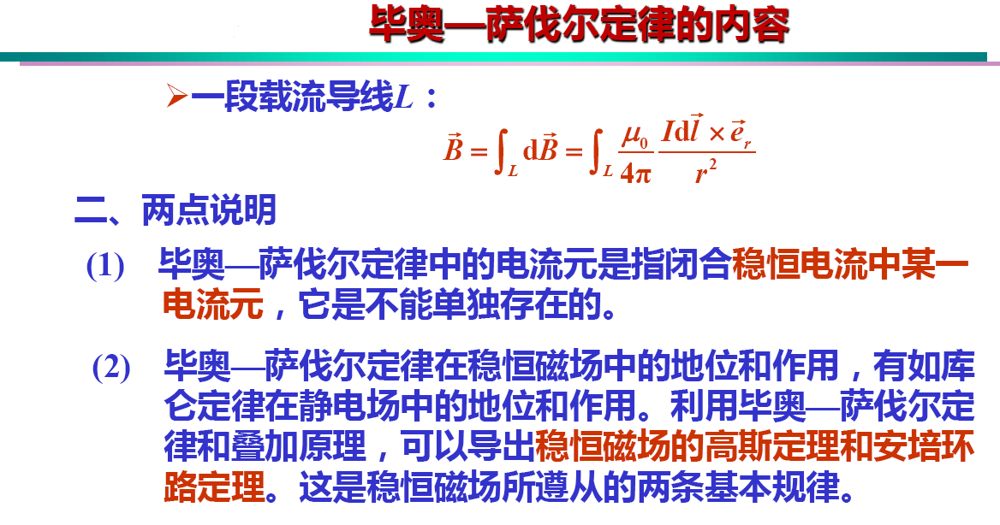 毕奥—萨伐尔定律的内容
➢一段载流导线L：
$\vec{B} = \int_L \mathrm{d}\vec{B} = \int_L \frac{\mu_0}{4\pi} \frac{I\mathrm{d}\vec{l} \times \vec{e}_r}{r^2}$
二、两点说明
(1) 毕奥—萨伐尔定律中的电流元是指闭合稳恒电流中某一
电流元，它是不能单独存在的。
(2) 毕奥—萨伐尔定律在稳恒磁场中的地位和作用，有如库
仑定律在静电场中的地位和作用。利用毕奥—萨伐尔定
律和叠加原理，可以导出稳恒磁场的高斯定理和安培环
路定理。这是稳恒磁场所遵从的两条基本规律。